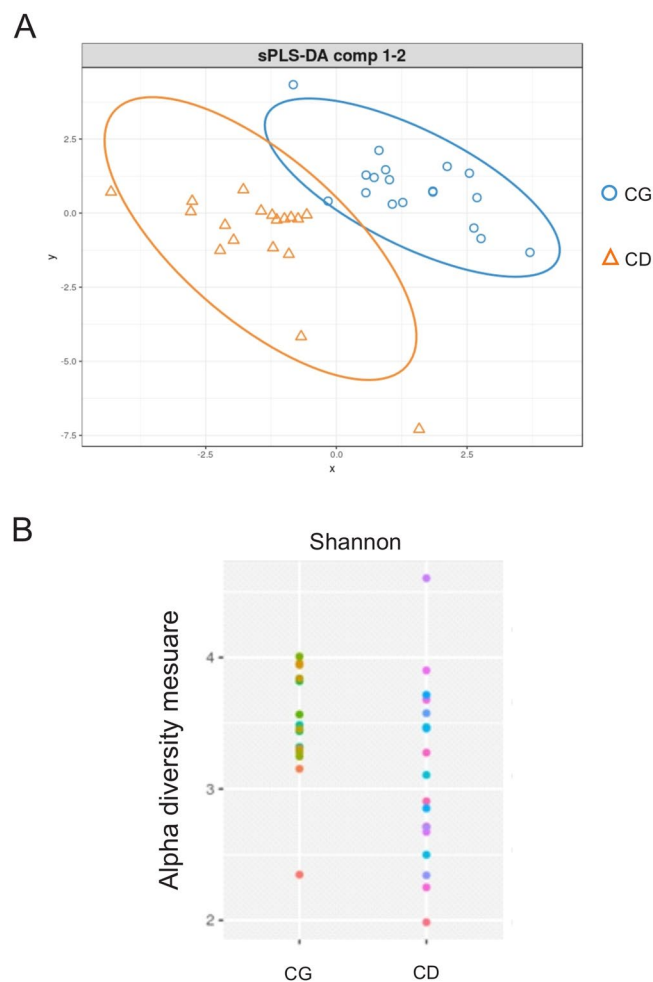 A
sPLS-DA comp 1-2
2.5
0.0
-2.5
-5.0
-7.5
y
-2.5
0.0
2.5
x
CG
CD
B
Shannon
Alpha diversity mesuare
4
3
2
CG
CD